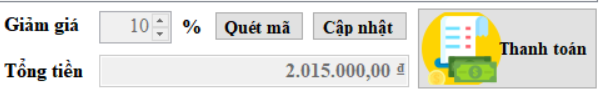 Giảm giá 10 % Quét mã Cập nhật
Thanh toán
Tổng tiền 2.015.000,00 ₫